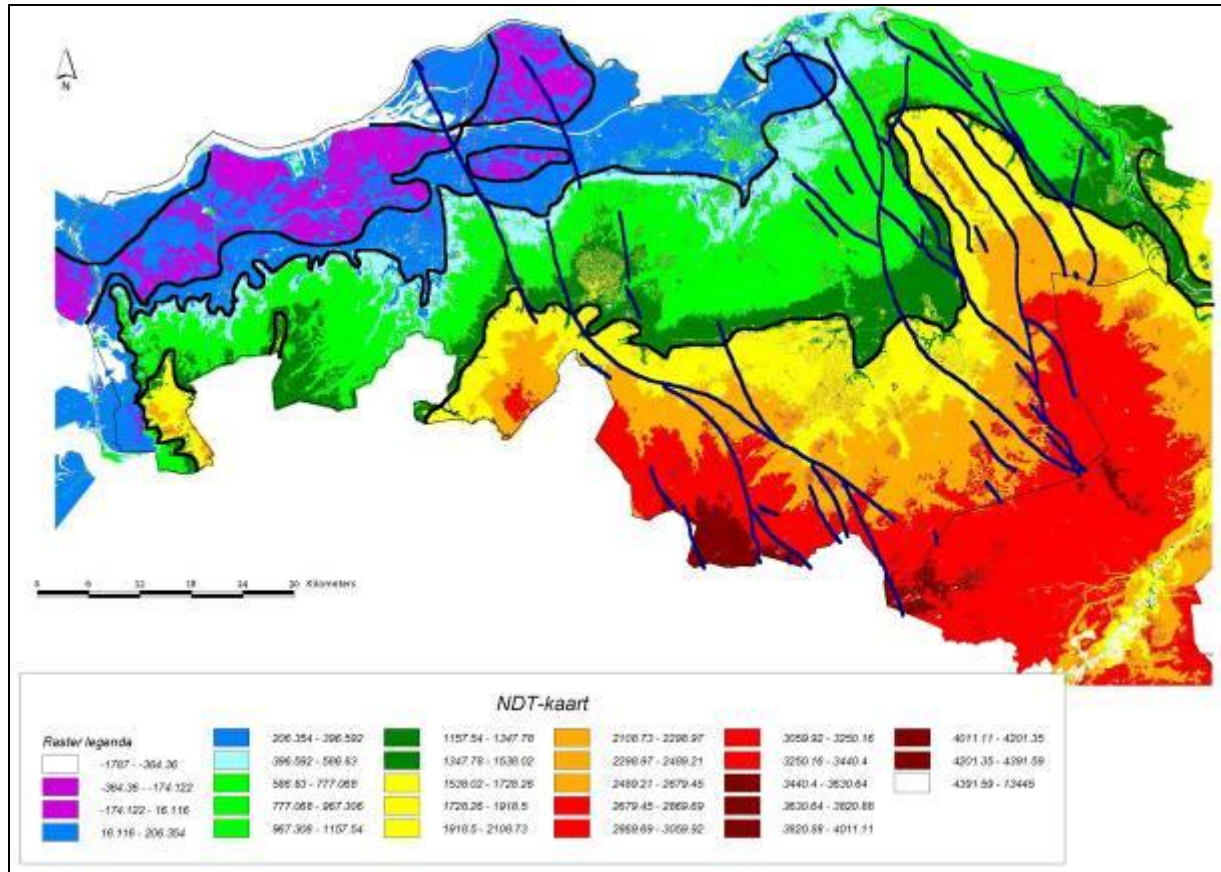 N
0 6 12 18 24 30 Kilometers
NDT-kaart
Raster legenda
-1787 - -364.36
-364.36 - -174.122
-174.122 - 16.116
16.116 - 206.354
206.354 - 396.592
396.592 - 586.83
586.83 - 777.068
777.068 - 967.306
967.306 - 1157.54
1157.54 - 1347.78
1347.78 - 1538.02
1538.02 - 1728.26
1728.26 - 1918.5
1918.5 - 2108.73
2108.73 - 2298.97
2298.97 - 2489.21
2489.21 - 2679.45
2679.45 - 2869.69
2869.69 - 3059.92
3059.92 - 3250.16
3250.16 - 3440.4
3440.4 - 3630.64
3630.64 - 3820.88
3820.88 - 4011.11
4011.11 - 4201.35
4201.35 - 4391.59
4391.59 - 13445